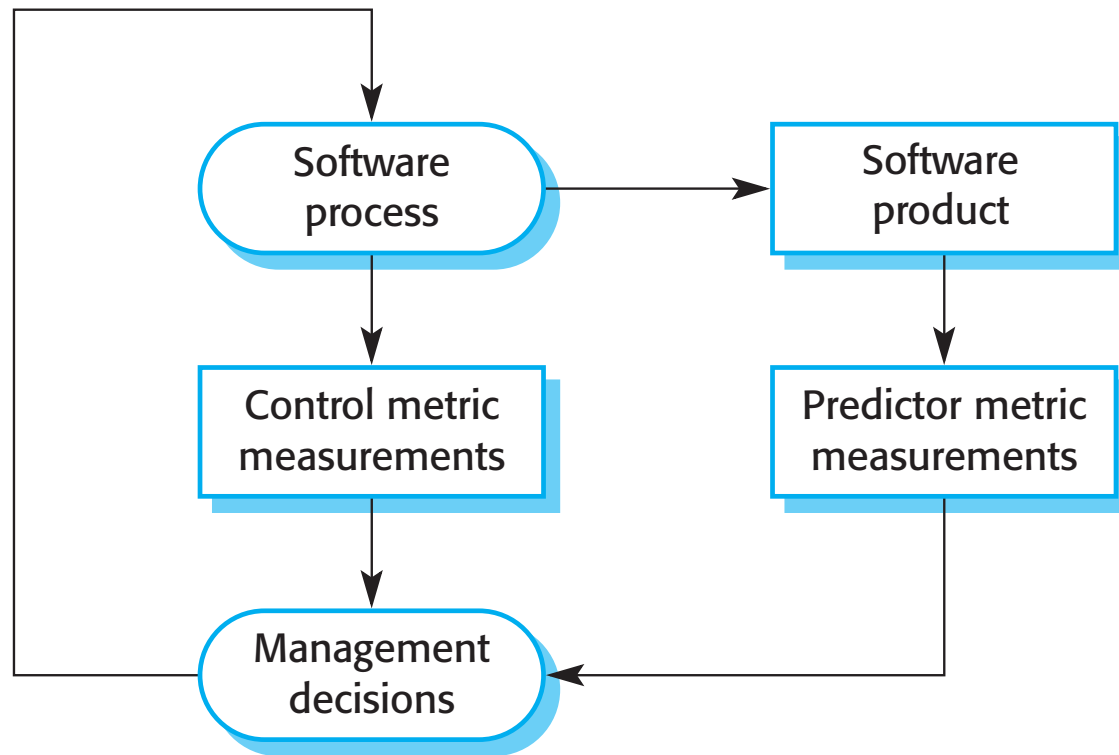 Software
process
Software
product
Control metric
measurements
Predictor metric
measurements
Management
decisions